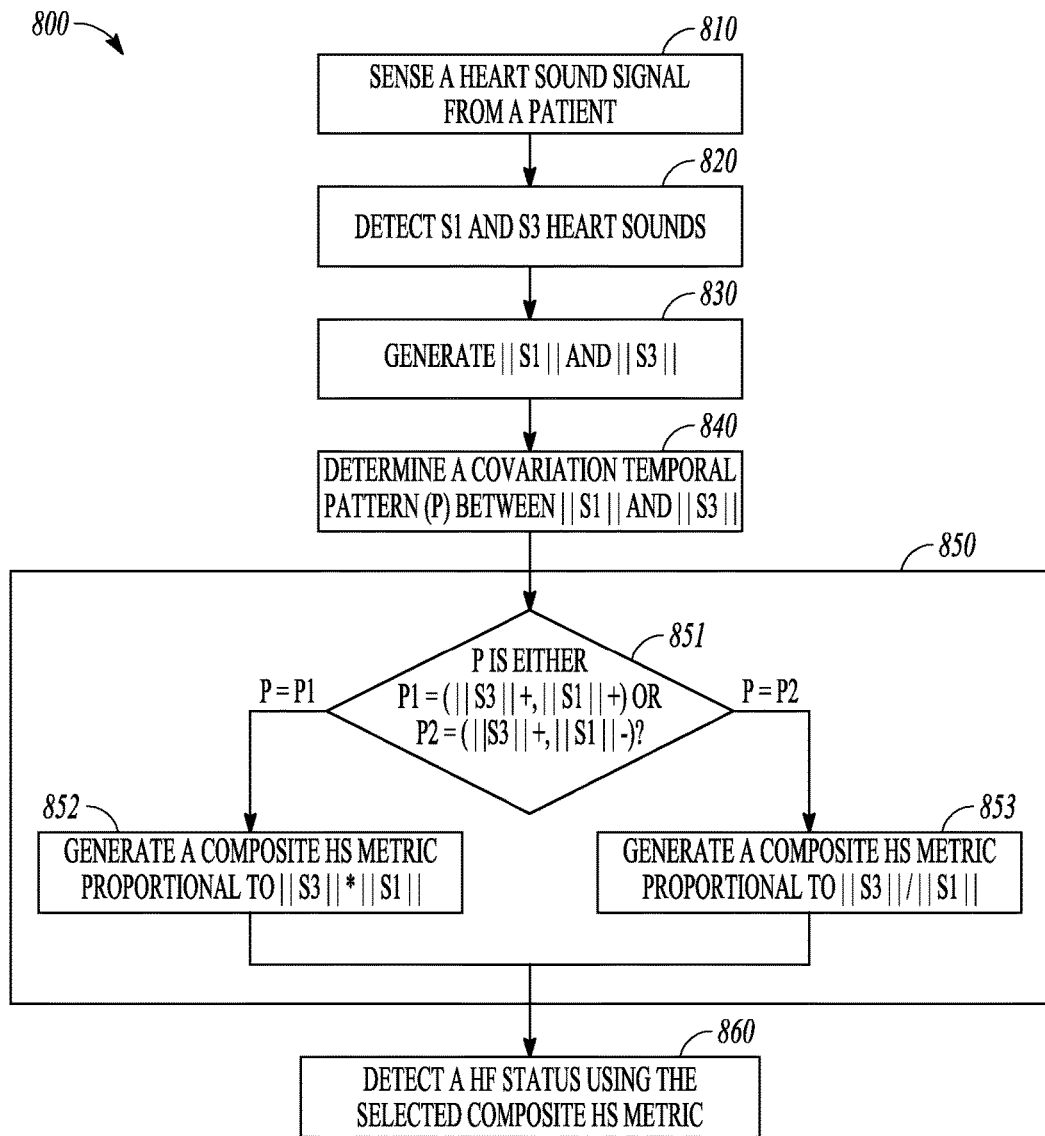 800
810
SENSE A HEART SOUND SIGNAL
FROM A PATIENT
820
DETECT S1 AND S3 HEART SOUNDS
830
GENERATE || S1 || AND || S3 ||
840
DETERMINE A COVARIATION TEMPORAL
PATTERN (P) BETWEEN || S1 || AND || S3 ||
850
851
P IS EITHER
P1 = ( || S3 || +, || S1 || +) OR
P2 = ( || S3 || +, || S1 || -)?
P = P1
P = P2
852
GENERATE A COMPOSITE HS METRIC
PROPORTIONAL TO || S3 || * || S1 ||
853
GENERATE A COMPOSITE HS METRIC
PROPORTIONAL TO || S3 || / || S1 ||
860
DETECT A HF STATUS USING THE
SELECTED COMPOSITE HS METRIC